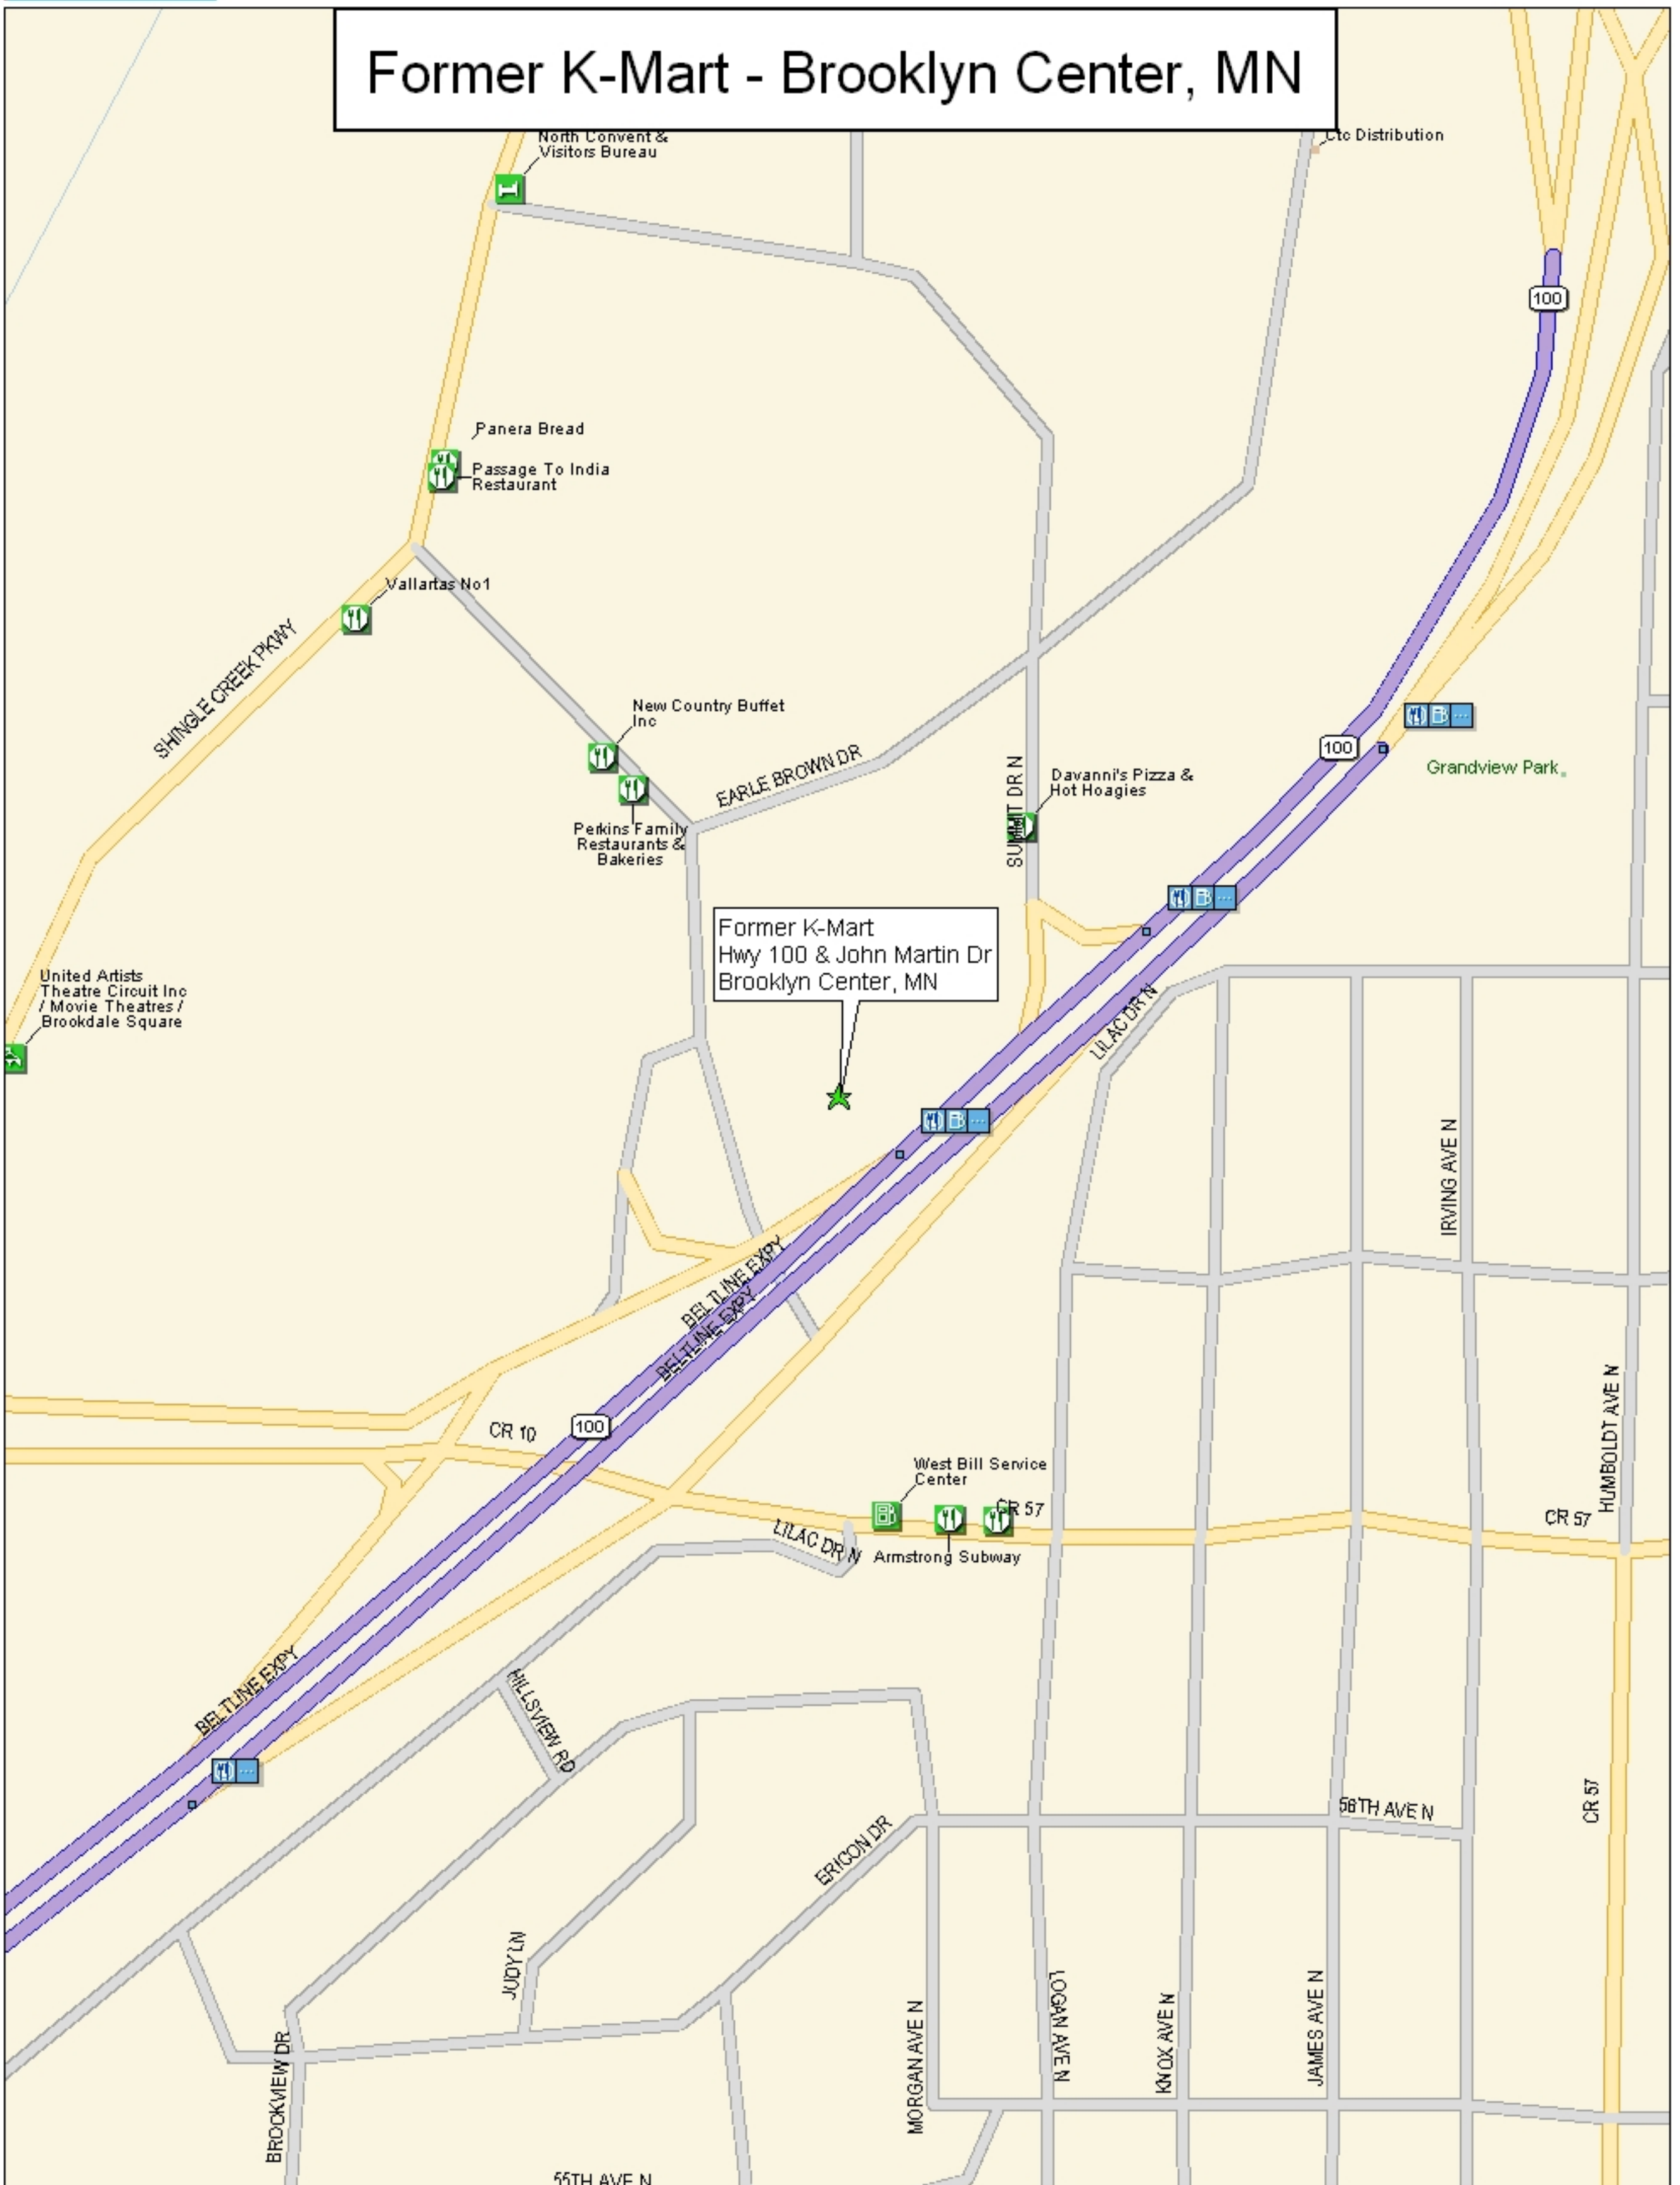 Former K-Mart - Brooklyn Center, MN
North Convent &
Visitors Bureau
Ctc Distribution
100
Panera Bread
Passage To India
Restaurant
Vallartas No1
SHINGLE CREEK PKWY
New Country Buffet
Inc
100
Grandview Park
EARLE BROWN DR
SUMMIT DR N
Davanni's Pizza &
Hot Hoagies
Perkins Family
Restaurants &
Bakeries
Former K-Mart
Hwy 100 & John Martin Dr
Brooklyn Center, MN
United Artists
Theatre Circuit Inc
/ Movie Theatres /
Brookdale Square
LILAC DR N
IRVING AVE N
BELTLINE EXPY
BELTLINE EXPY
HUMBOLDT AVE N
CR 10
100
West Bill Service
Center
CR 57
CR 57
LILAC DR N
Armstrong Subway
BELTLINE EXPY
HILLSVIEW RD
56TH AVE N
CR 57
ERICON DR
JUDY LN
BROOKVIEW DR
MORGAN AVE N
LOGAN AVE N
KNOX AVE N
JAMES AVE N
55TH AVE N